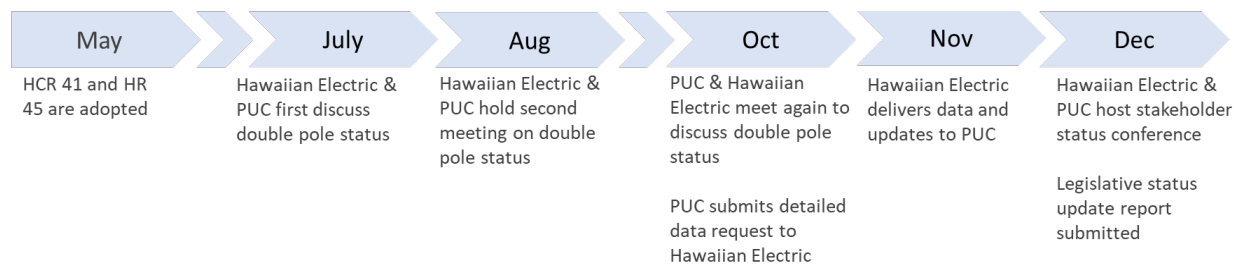 May
HCR 41 and HR
45 are adopted
July
Hawaiian Electric &
PUC first discuss
double pole status
Aug
Hawaiian Electric &
PUC hold second
meeting on double
pole status
Oct
PUC & Hawaiian
Electric meet again to
discuss double pole
status
PUC submits detailed
data request to
Hawaiian Electric
Nov
Hawaiian Electric
delivers data and
updates to PUC
Dec
Hawaiian Electric &
PUC host stakeholder
status conference
Legislative status
update report
submitted